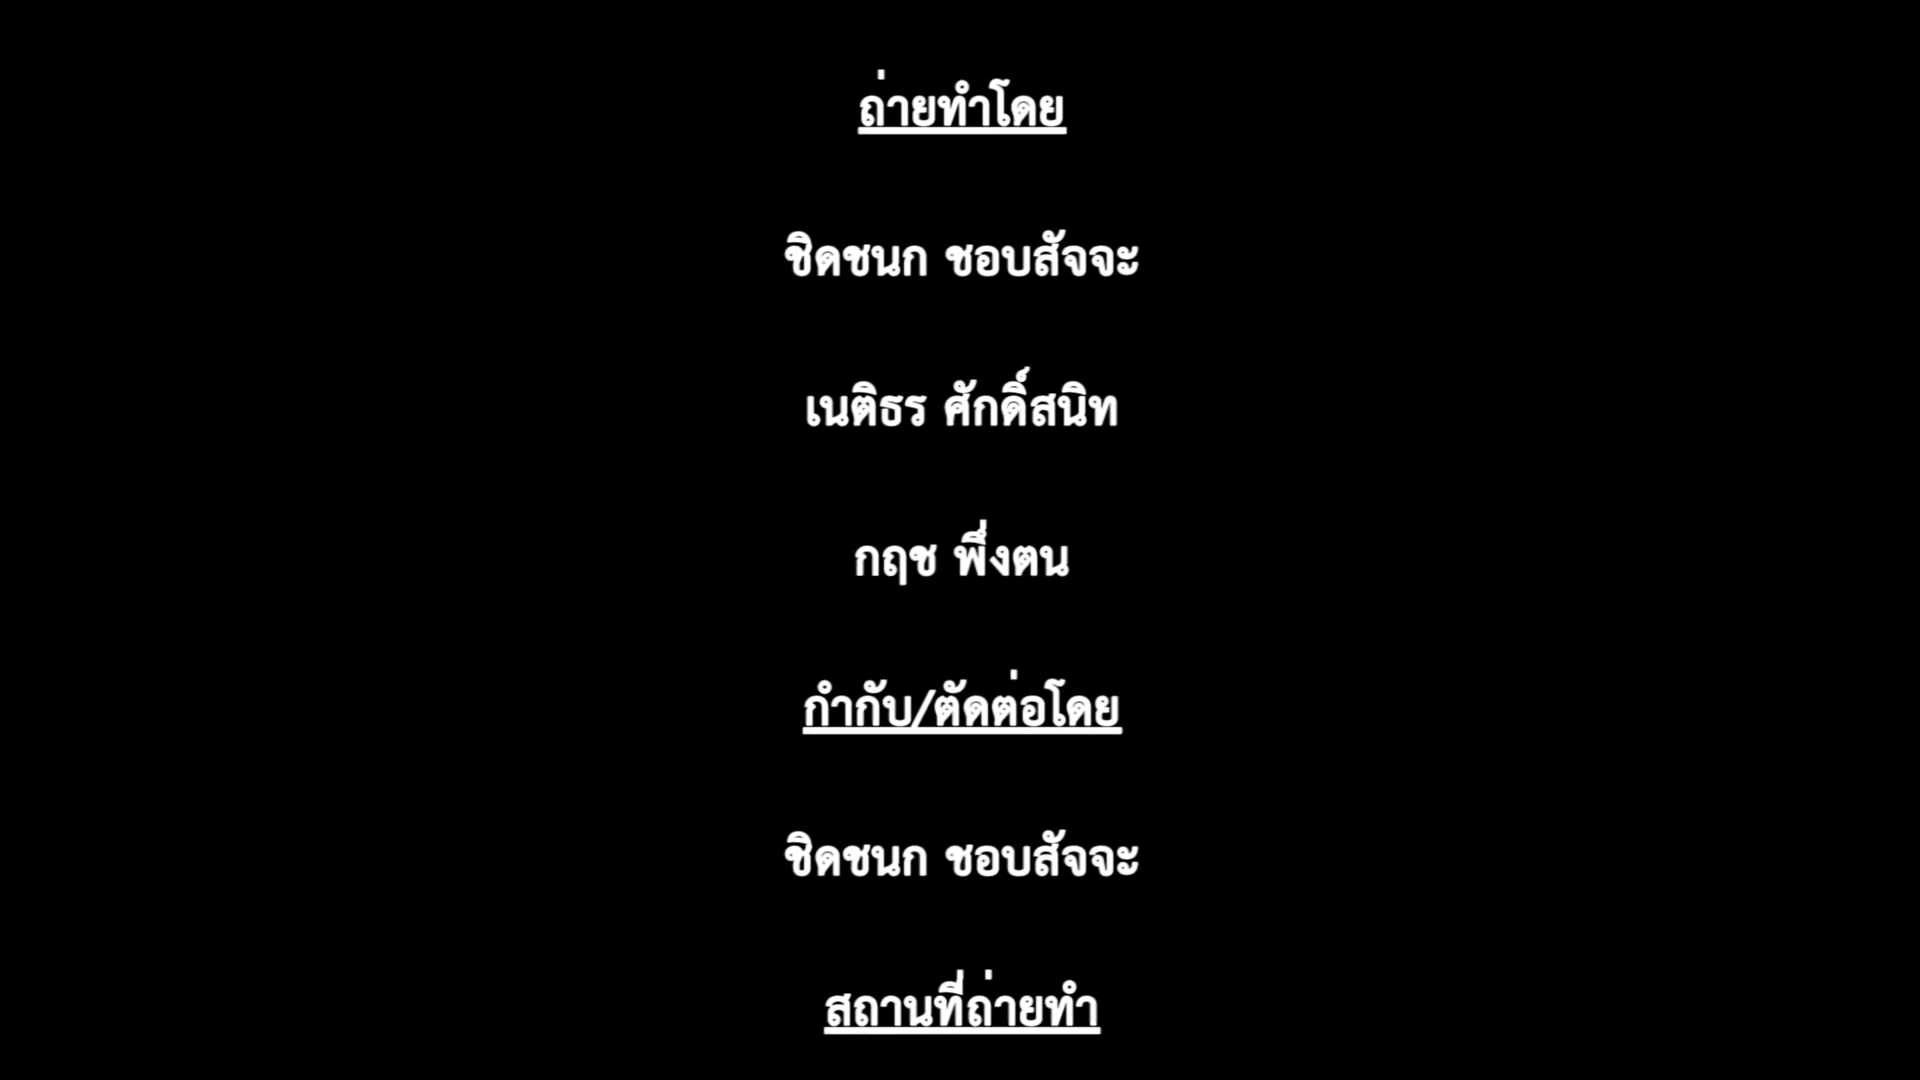 ถ่ายทำโดย
ชิดชนก ชอบสัจจะ
เนติธร ศักดิ์สนิท
กฤช พึ่งตน
กำกับ/ตัดต่อโดย
ชิดชนก ชอบสัจจะ
สถานที่ถ่ายทำ